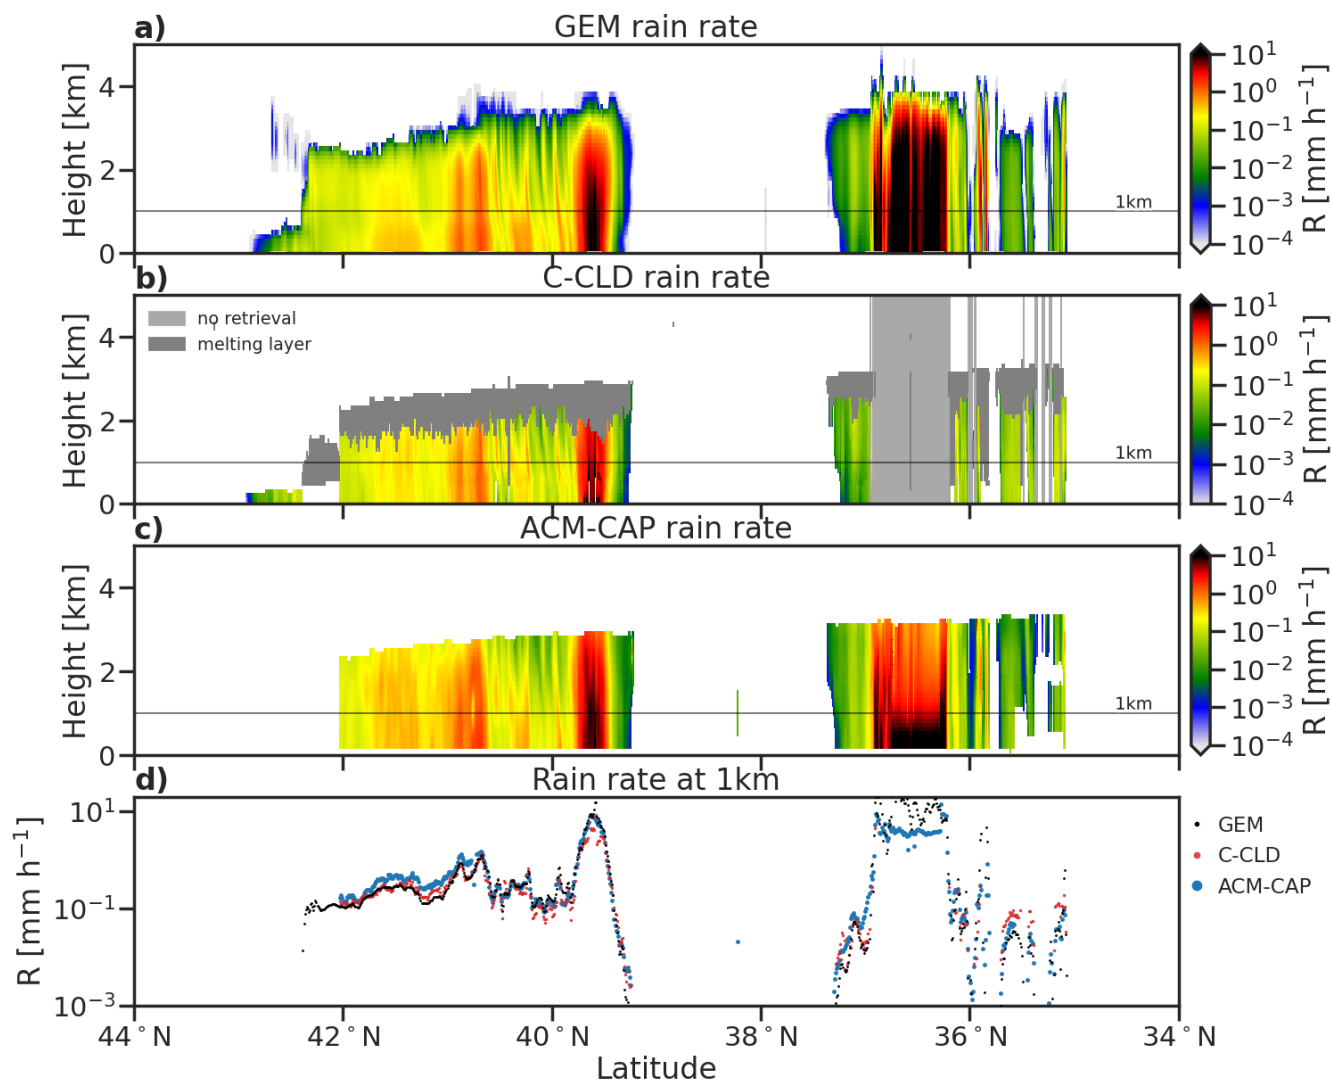 a) GEM rain rate
Height [km]
4
2
0
1km
10¹
10⁰
10⁻¹
10⁻²
10⁻³
10⁻⁴
R [mm h⁻¹]
b) C-CLD rain rate
no retrieval
melting layer
Height [km]
4
2
0
1km
10¹
10⁰
10⁻¹
10⁻²
10⁻³
10⁻⁴
R [mm h⁻¹]
c) ACM-CAP rain rate
Height [km]
4
2
0
1km
10¹
10⁰
10⁻¹
10⁻²
10⁻³
10⁻⁴
R [mm h⁻¹]
d) Rain rate at 1km
R [mm h⁻¹]
10¹
10⁻¹
10⁻³
GEM
C-CLD
ACM-CAP
44°N 42°N 40°N 38°N 36°N 34°N
Latitude